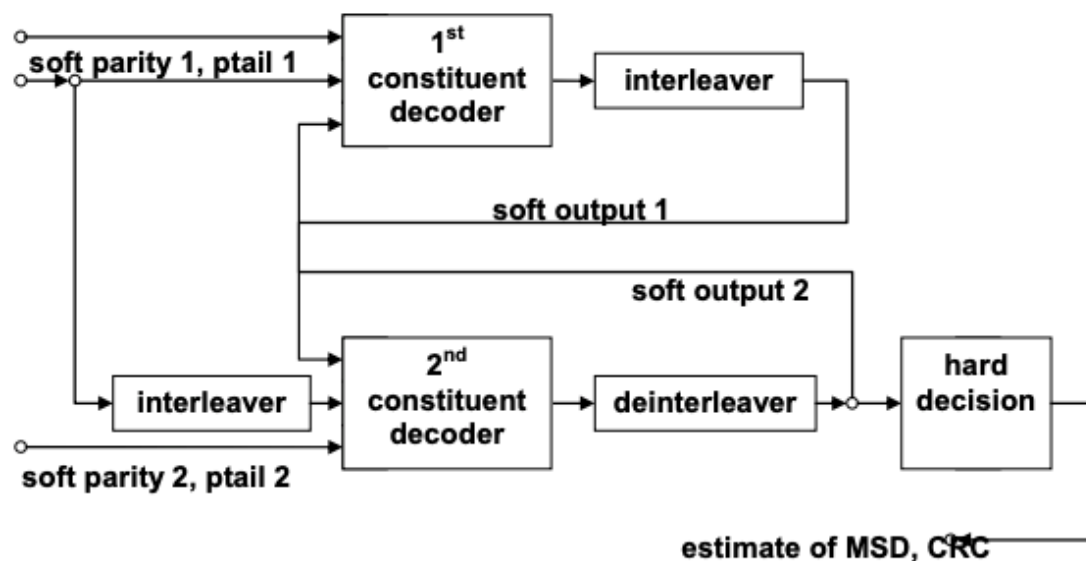 soft parity 1, ptail 1
1st
constituent
decoder
interleaver
soft output 1
soft output 2
interleaver
2nd
constituent
decoder
deinterleaver
hard
decision
soft parity 2, ptail 2
estimate of MSD, CRC